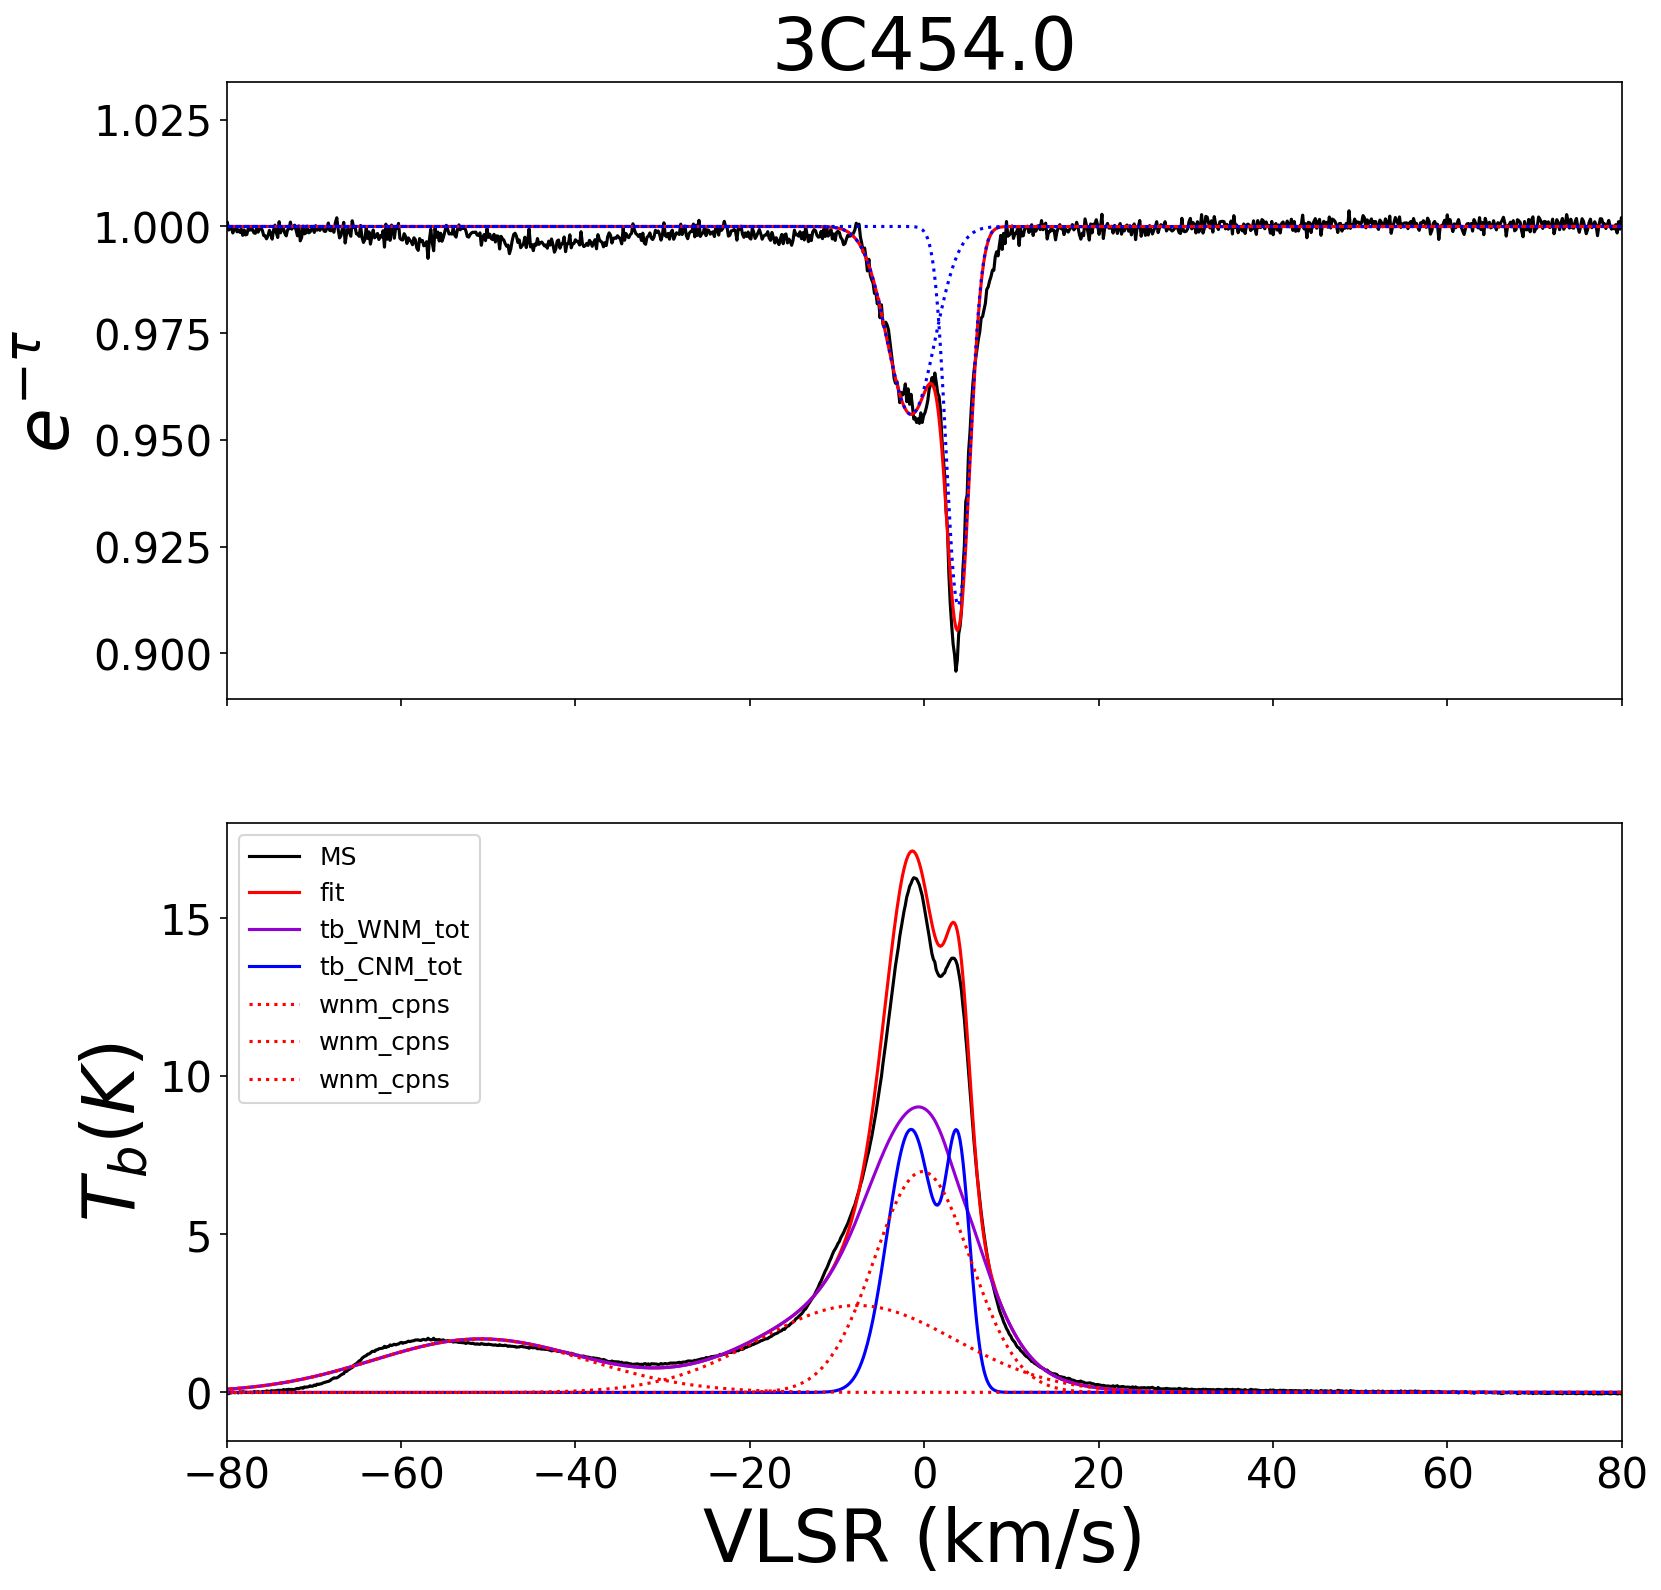 3C454.0
1.025
1.000
0.975
0.950
0.925
0.900
e^{−τ}
MS
fit
tb_WNM_tot
tb_CNM_tot
wnm_cpns
wnm_cpns
wnm_cpns
15
10
5
0
T_b(K)
−80 −60 −40 −20 0 20 40 60 80
VLSR (km/s)